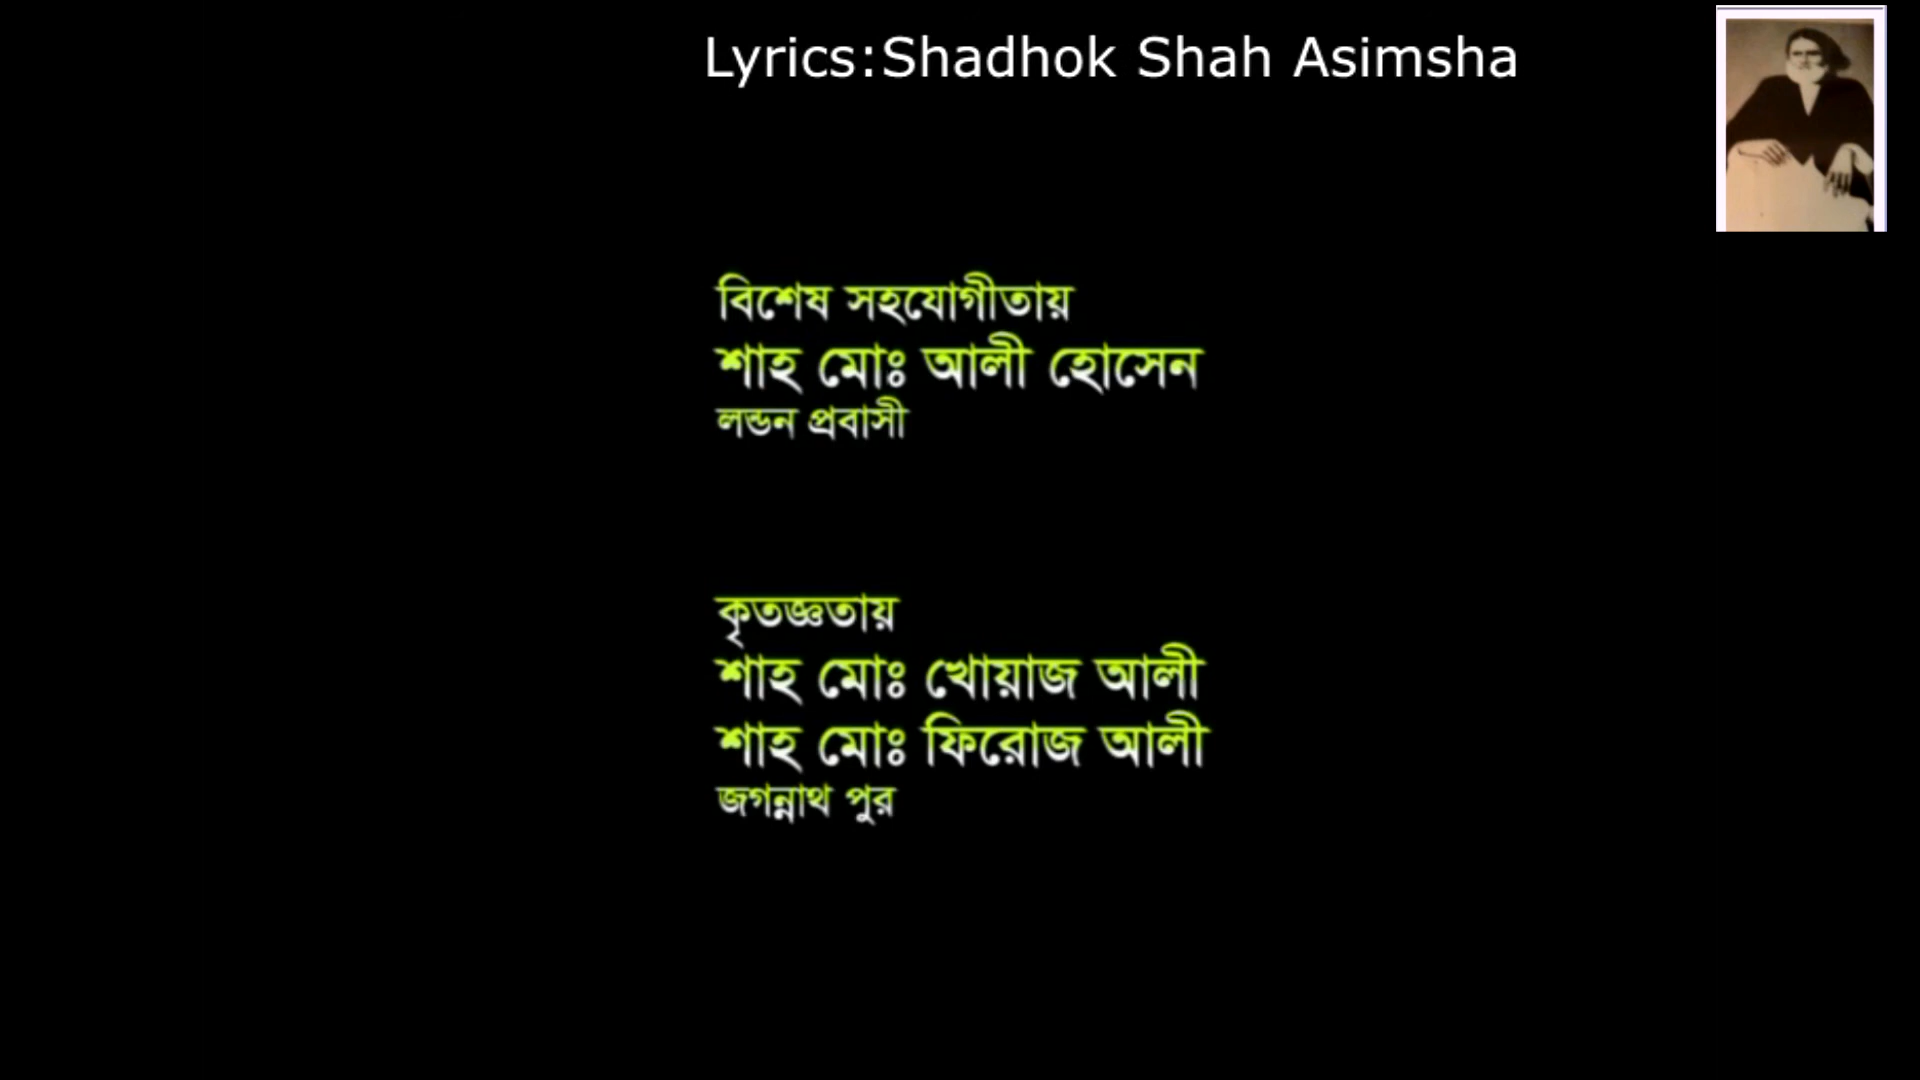 Lyrics:Shadhok Shah Asimsha
বিশেষ সহযোগীতায়
শাহ মোঃ আলী হোসেন
লন্ডন প্রবাসী
কৃতজ্ঞতায়
শাহ মোঃ খোয়াজ আলী
শাহ মোঃ ফিরোজ আলী
জগন্নাথ পুর